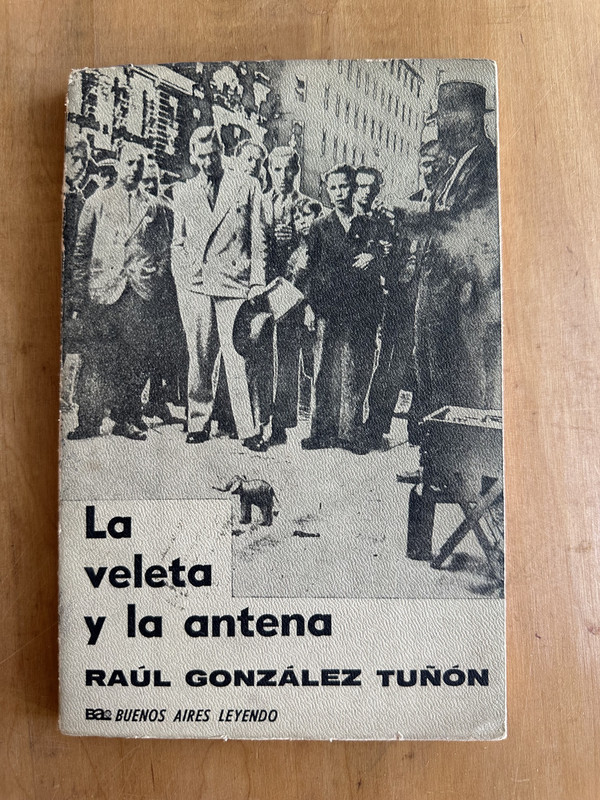 La
veleta
y la antena
RAÚL GONZÁLEZ TUÑÓN
BUENOS AIRES LEYENDO